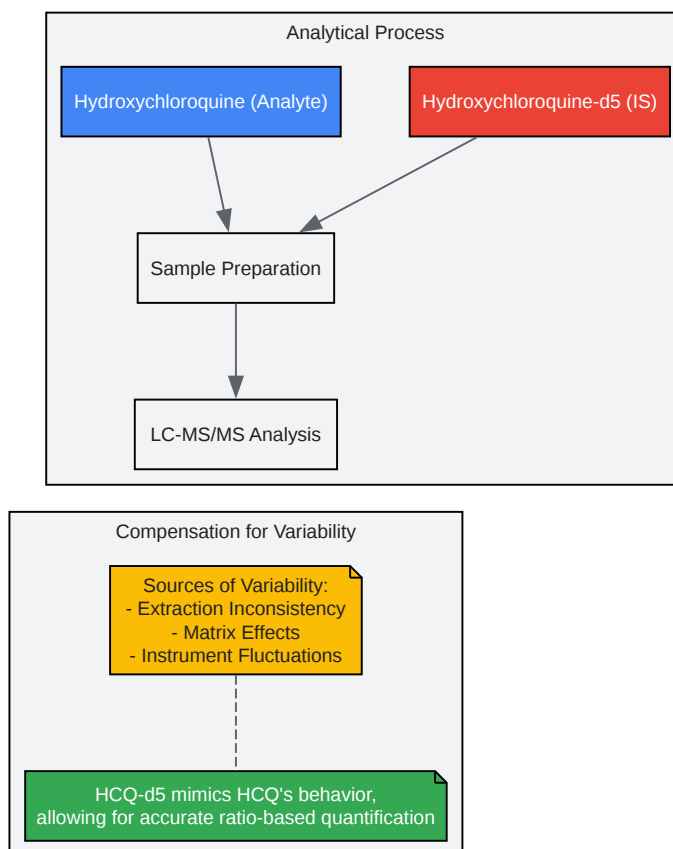 Analytical Process
Hydroxychloroquine (Analyte)
Hydroxychloroquine-d5 (IS)
Sample Preparation
LC-MS/MS Analysis
Compensation for Variability
Sources of Variability:
- Extraction Inconsistency
- Matrix Effects
- Instrument Fluctuations
HCQ-d5 mimics HCQ's behavior,
allowing for accurate ratio-based quantification